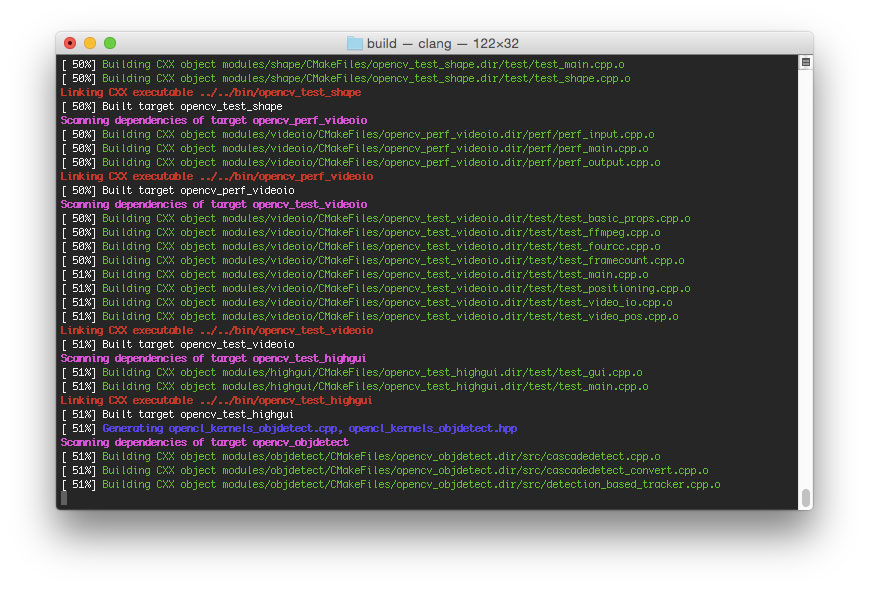 build — clang — 122×32
[ 50%] Building CXX object modules/shape/CMakeFiles/opencv_test_shape.dir/test/test_main.cpp.o
[ 50%] Building CXX object modules/shape/CMakeFiles/opencv_test_shape.dir/test/test_shape.cpp.o
Linking CXX executable ../../bin/opencv_test_shape
[ 50%] Built target opencv_test_shape
Scanning dependencies of target opencv_perf_videoio
[ 50%] Building CXX object modules/videoio/CMakeFiles/opencv_perf_videoio.dir/perf/perf_input.cpp.o
[ 50%] Building CXX object modules/videoio/CMakeFiles/opencv_perf_videoio.dir/perf/perf_main.cpp.o
[ 50%] Building CXX object modules/videoio/CMakeFiles/opencv_perf_videoio.dir/perf/perf_output.cpp.o
Linking CXX executable ../../bin/opencv_perf_videoio
[ 50%] Built target opencv_perf_videoio
Scanning dependencies of target opencv_test_videoio
[ 50%] Building CXX object modules/videoio/CMakeFiles/opencv_test_videoio.dir/test/test_basic_props.cpp.o
[ 50%] Building CXX object modules/videoio/CMakeFiles/opencv_test_videoio.dir/test/test_ffmpeg.cpp.o
[ 50%] Building CXX object modules/videoio/CMakeFiles/opencv_test_videoio.dir/test/test_fourcc.cpp.o
[ 50%] Building CXX object modules/videoio/CMakeFiles/opencv_test_videoio.dir/test/test_framecount.cpp.o
[ 51%] Building CXX object modules/videoio/CMakeFiles/opencv_test_videoio.dir/test/test_main.cpp.o
[ 51%] Building CXX object modules/videoio/CMakeFiles/opencv_test_videoio.dir/test/test_positioning.cpp.o
[ 51%] Building CXX object modules/videoio/CMakeFiles/opencv_test_videoio.dir/test/test_video_io.cpp.o
[ 51%] Building CXX object modules/videoio/CMakeFiles/opencv_test_videoio.dir/test/test_video_pos.cpp.o
Linking CXX executable ../../bin/opencv_test_videoio
[ 51%] Built target opencv_test_videoio
Scanning dependencies of target opencv_test_highgui
[ 51%] Building CXX object modules/highgui/CMakeFiles/opencv_test_highgui.dir/test/test_gui.cpp.o
[ 51%] Building CXX object modules/highgui/CMakeFiles/opencv_test_highgui.dir/test/test_main.cpp.o
Linking CXX executable ../../bin/opencv_test_highgui
[ 51%] Built target opencv_test_highgui
[ 51%] Generating opencl_kernels_objdetect.cpp, opencl_kernels_objdetect.hpp
Scanning dependencies of target opencv_objdetect
[ 51%] Building CXX object modules/objdetect/CMakeFiles/opencv_objdetect.dir/src/cascadedetect.cpp.o
[ 51%] Building CXX object modules/objdetect/CMakeFiles/opencv_objdetect.dir/src/cascadedetect_convert.cpp.o
[ 51%] Building CXX object modules/objdetect/CMakeFiles/opencv_objdetect.dir/src/detection_based_tracker.cpp.o